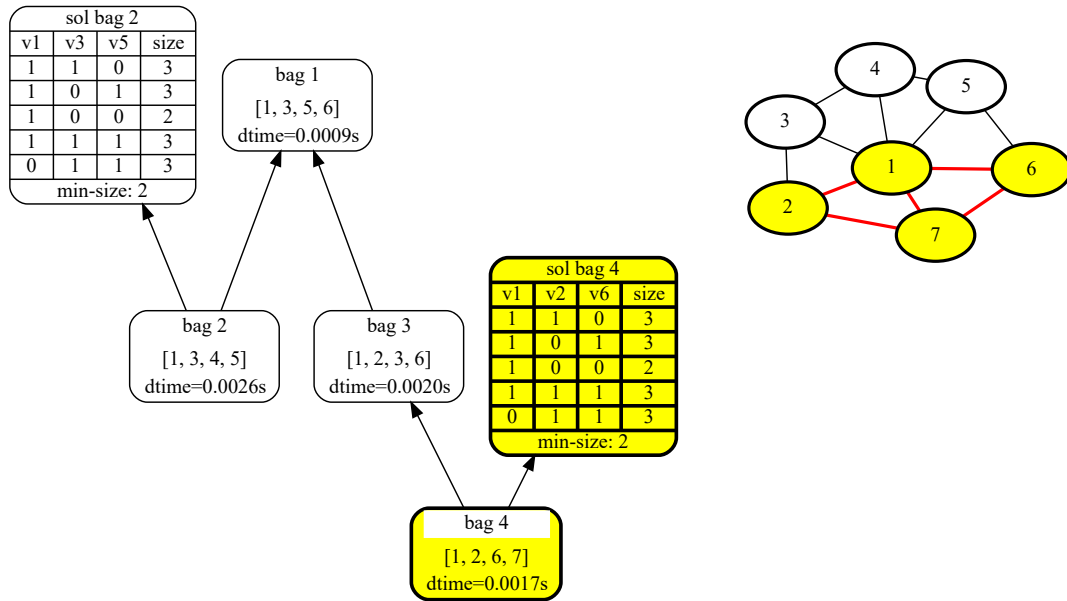 sol bag 2
v1 v3 v5 size
1 1 0 3
1 0 1 3
1 0 0 2
1 1 1 3
0 1 1 3
min-size: 2
bag 1
[1, 3, 5, 6]
dtime=0.0009s
bag 2
[1, 3, 4, 5]
dtime=0.0026s
bag 3
[1, 2, 3, 6]
dtime=0.0020s
sol bag 4
v1 v2 v6 size
1 1 0 3
1 0 1 3
1 0 0 2
1 1 1 3
0 1 1 3
min-size: 2
bag 4
[1, 2, 6, 7]
dtime=0.0017s
4
5
3
1
6
2
7